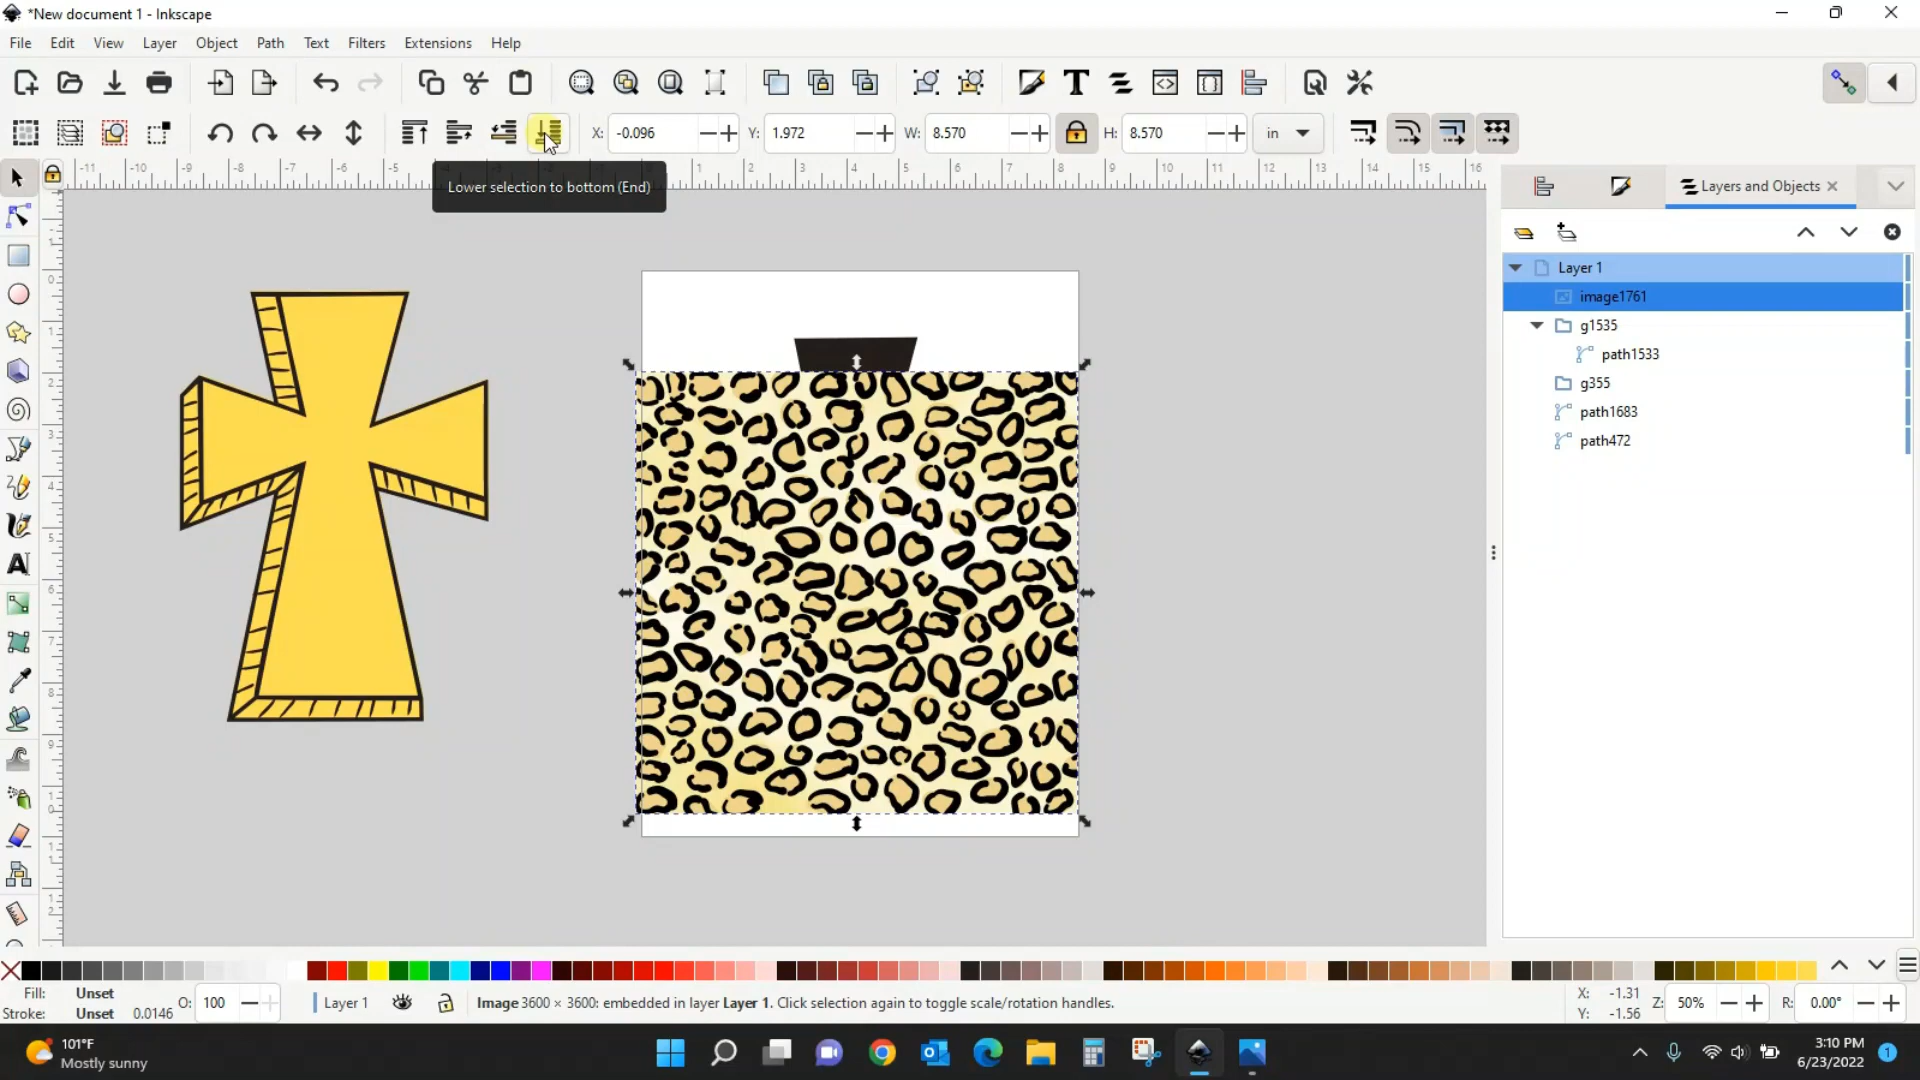 *New document 1 - Inkscape
File Edit View Layer Object Path Text Filters Extensions Help
X: -0.096 Y: 1.972 W: 8.570 H: 8.570 in
Lower selection to bottom (End)
Layers and Objects
Layer 1
image1761
g1535
path1533
g355
path1683
path472
Fill: Unset
Stroke: Unset 0.0146
O: 100
Layer 1
Image 3600 × 3600: embedded in layer Layer 1. Click selection again to toggle scale/rotation handles.
X: -1.31
Y: -1.56
Z: 50%
R: 0.00°
101°F
Mostly sunny
3:10 PM
6/23/2022
1